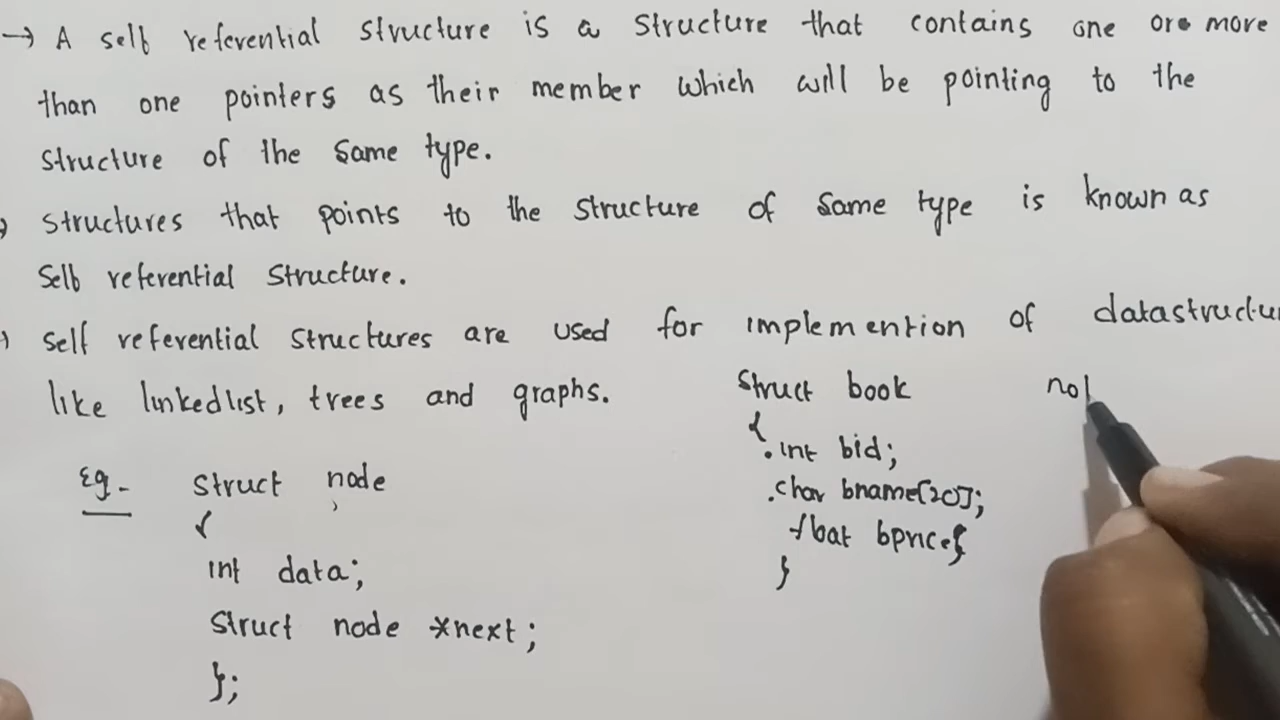 → A self referential structure is a structure that contains one or more
than one pointers as their member which will be pointing to the
structure of the same type.
structures that points to the structure of same type is known as
self referential structure.
self referential structures are used for implemention of datastructu
like linkedlist, trees and graphs.
Eg- struct node
{
int data;
struct node *next;
};
struct book
{
int bid;
char bname[20];
float bprice;
}
no